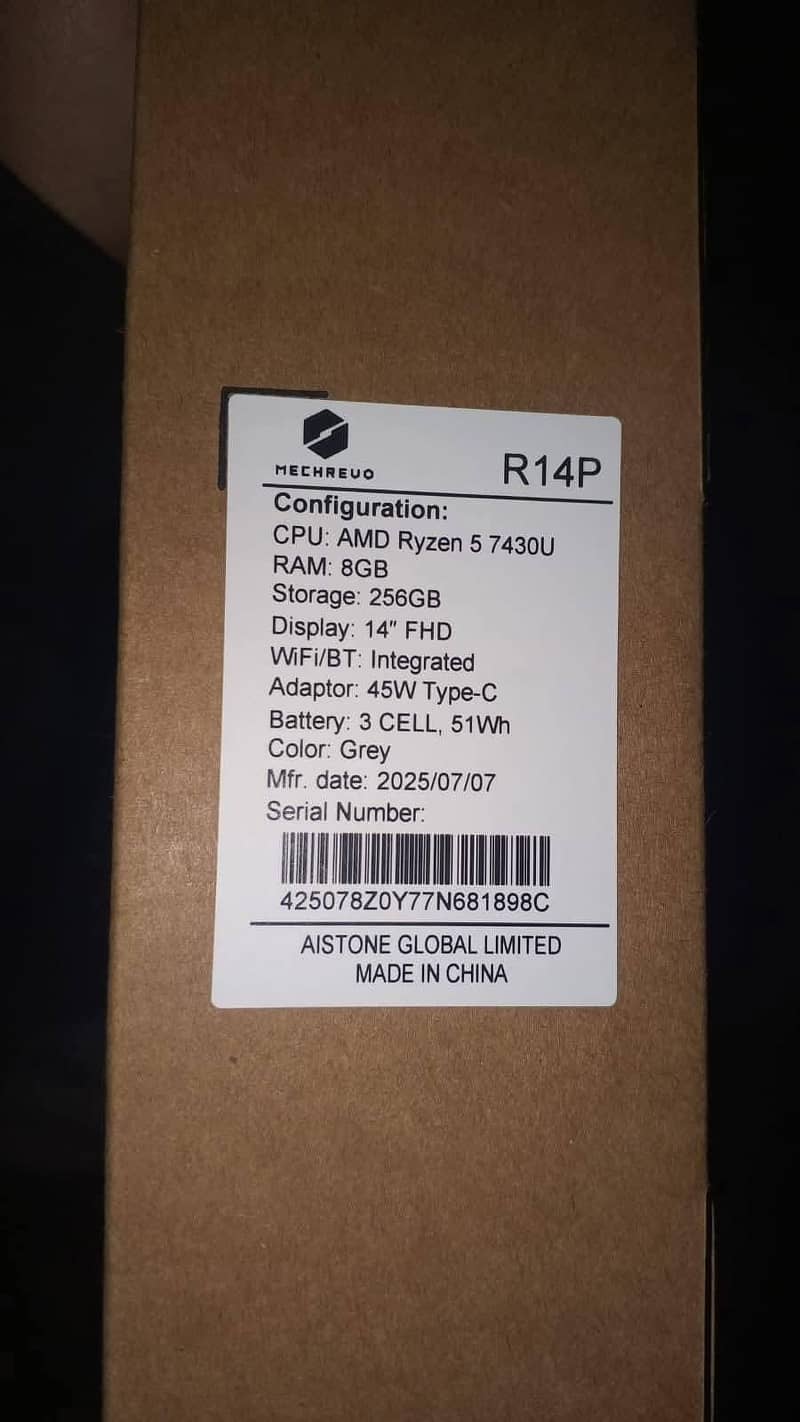 MECHREVO
R14P
Configuration:
CPU: AMD Ryzen 5 7430U
RAM: 8GB
Storage: 256GB
Display: 14" FHD
WiFi/BT: Integrated
Adaptor: 45W Type-C
Battery: 3 CELL, 51Wh
Color: Grey
Mfr. date: 2025/07/07
Serial Number:
425078Z0Y77N681898C
AISTONE GLOBAL LIMITED
MADE IN CHINA